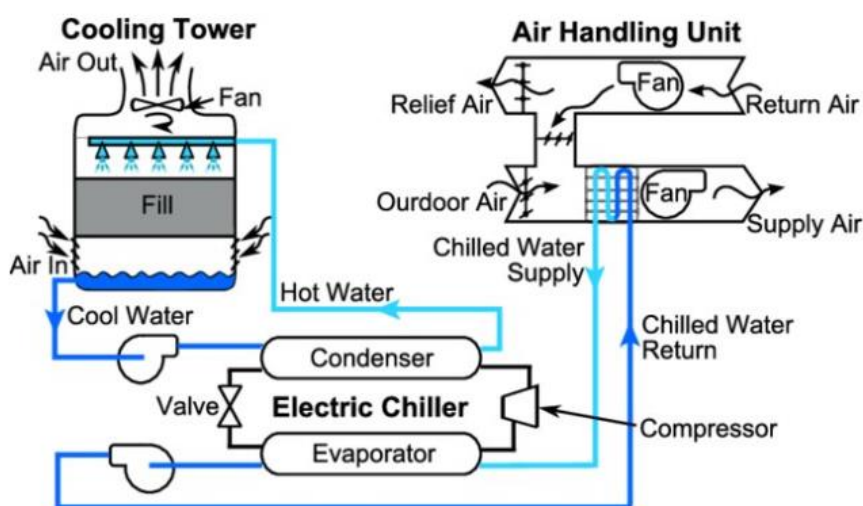 Cooling Tower
Air Out
Fan
Fill
Air In
Cool Water
Hot Water
Condenser
Valve
Electric Chiller
Evaporator
Compressor
Air Handling Unit
Fan
Relief Air
Return Air
Ourdoor Air
Fan
Supply Air
Chilled Water
Supply
Chilled Water
Return